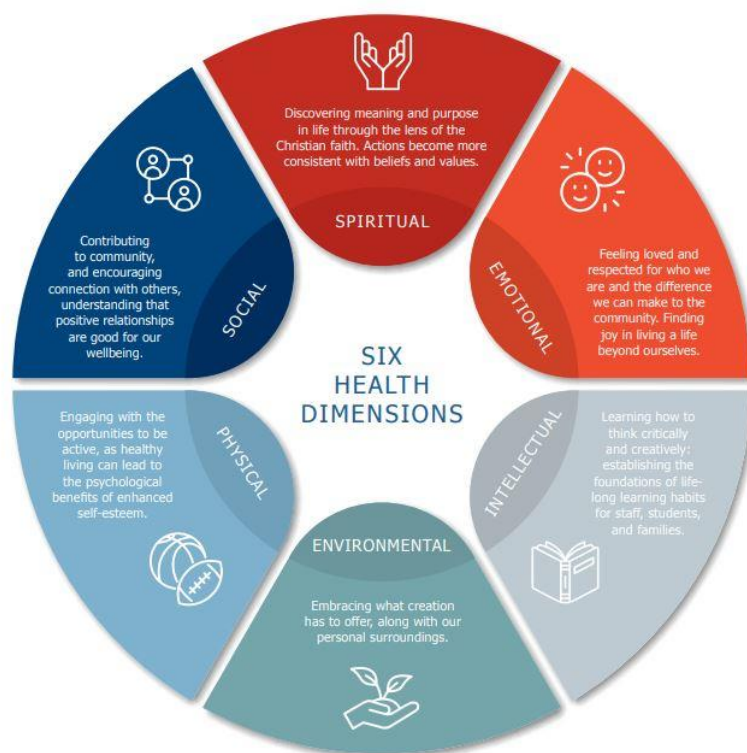 Discovering meaning and purpose
in life through the lens of the
Christian faith. Actions become more
consistent with beliefs and values.
SPIRITUAL
EMOTIONAL
Feeling loved and
respected for who we
are and the difference
we can make to the
community. Finding
joy in living a life
beyond ourselves.
INTELLECTUAL
Learning how to
think critically
and creatively:
establishing the
foundations of life-
long learning habits
for staff, students,
and families.
ENVIRONMENTAL
Embracing what creation
has to offer, along with our
personal surroundings.
PHYSICAL
Engaging with the
opportunities to be
active, as healthy
living can lead to
the psychological
benefits of enhanced
self-esteem.
SOCIAL
Contributing
to community,
and encouraging
connection with others,
understanding that
positive relationships
are good for our
wellbeing.
SIX
HEALTH
DIMENSIONS